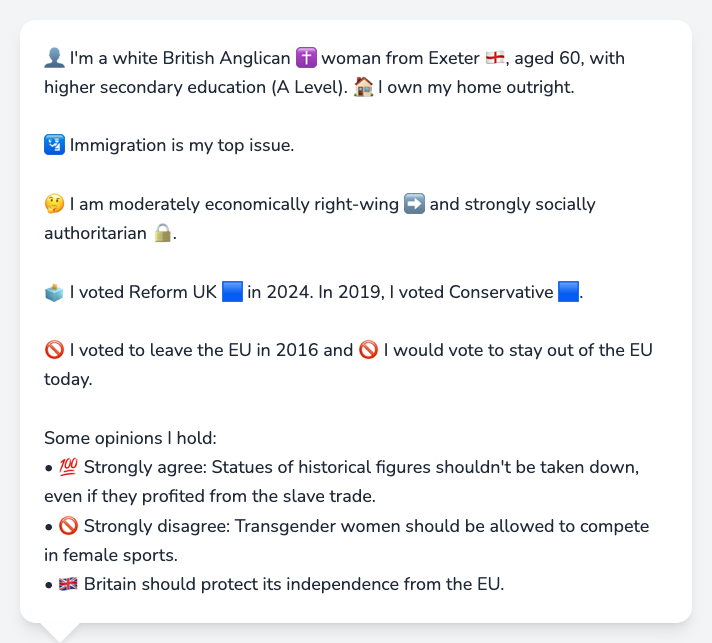 👤 I'm a white British Anglican ✝️ woman from Exeter 🏴󠁧󠁢󠁥󠁮󠁧󠁿, aged 60, with
higher secondary education (A Level). 🏠 I own my home outright.
🛂 Immigration is my top issue.
🤔 I am moderately economically right-wing ➡️ and strongly socially
authoritarian 🔒.
🗳️ I voted Reform UK 🟦 in 2024. In 2019, I voted Conservative 🟦.
🚫 I voted to leave the EU in 2016 and 🚫 I would vote to stay out of the EU
today.
Some opinions I hold:
• 💯 Strongly agree: Statues of historical figures shouldn't be taken down,
even if they profited from the slave trade.
• 🚫 Strongly disagree: Transgender women should be allowed to compete
in female sports.
• 🇬🇧 Britain should protect its independence from the EU.